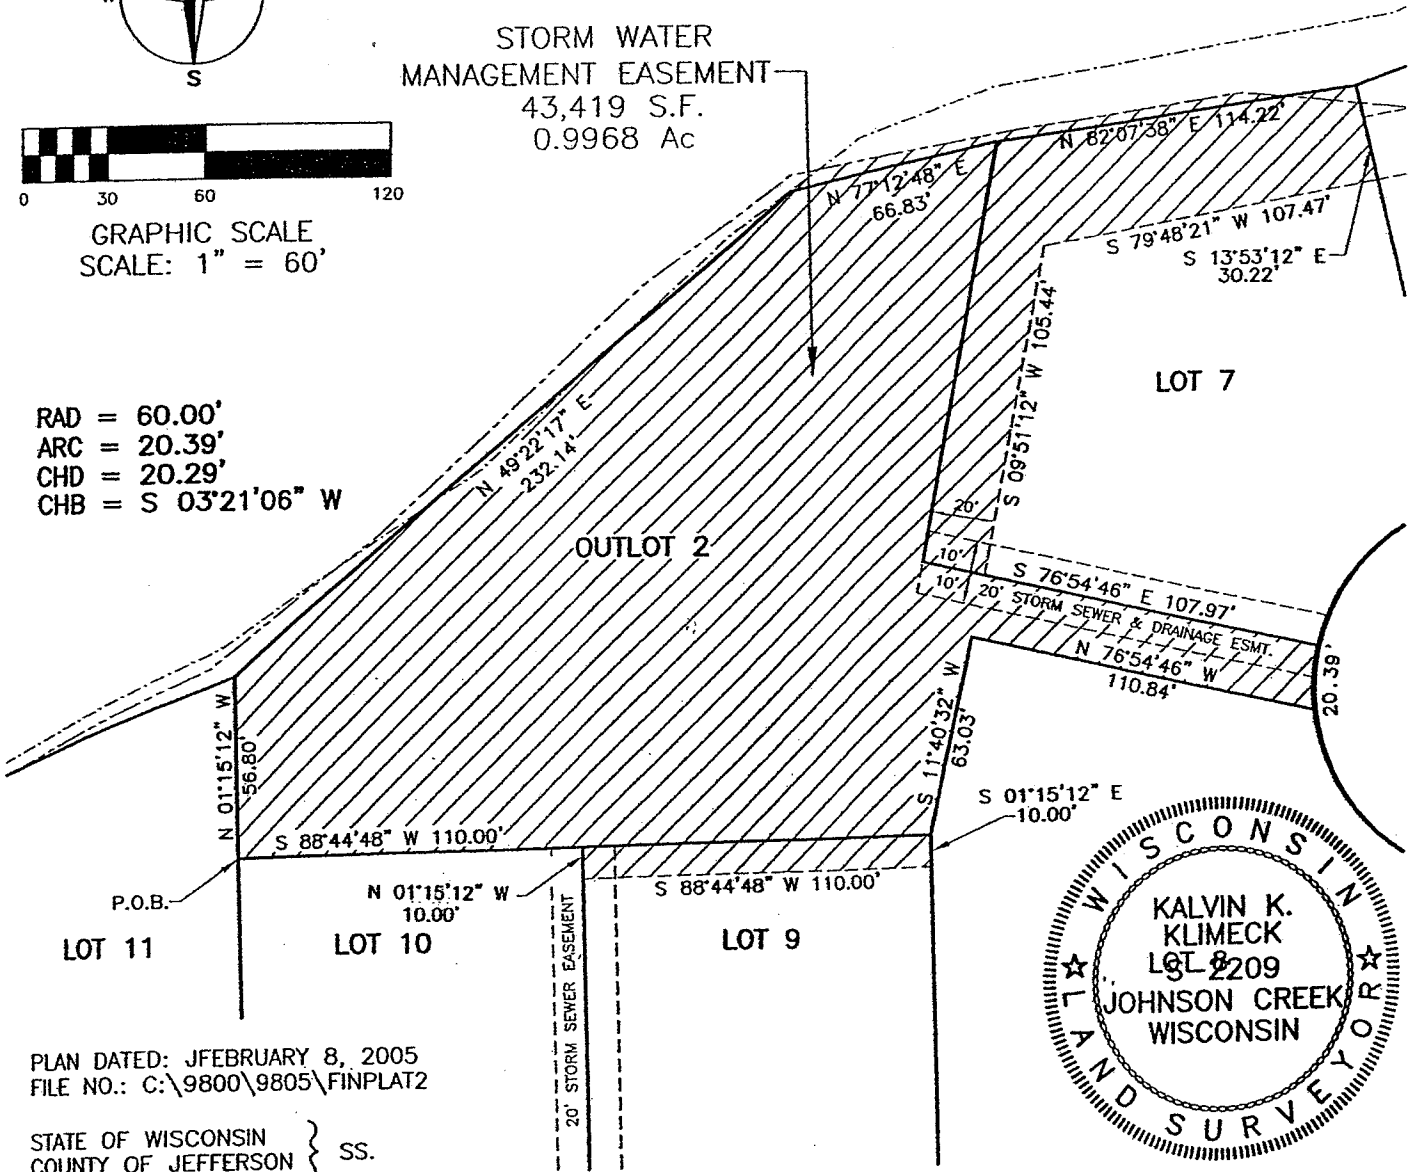 S
STORM WATER
MANAGEMENT EASEMENT
43,419 S.F.
0.9968 Ac
0 30 60 120
GRAPHIC SCALE
SCALE: 1" = 60'
N 82°07'38" E 114.22'
N 77°12'48" E
66.83'
S 79°48'21" W 107.47'
S 13°53'12" E
30.22'
S 09°51'12" W 105.44'
LOT 7
RAD = 60.00'
ARC = 20.39'
CHD = 20.29'
CHB = S 03°21'06" W
N 49°22'17" E
232.14'
OUTLOT 2
20'
10'
10'
S 76°54'46" E 107.97'
20' STORM SEWER & DRAINAGE ESMT.
N 76°54'46" W
110.84'
20.39'
N 01°15'12" W
56.80'
S 11°40'32" W
63.03'
S 01°15'12" E
10.00'
S 88°44'48" W 110.00'
P.O.B.
N 01°15'12" W
10.00'
S 88°44'48" W 110.00'
LOT 11
LOT 10
LOT 9
LOT 8
20' STORM SEWER EASEMENT
WISCONSIN
KALVIN K.
KLIMECK
S-2209
JOHNSON CREEK
WISCONSIN
LAND SURVEYOR
PLAN DATED: JFEBRUARY 8, 2005
FILE NO.: C:\9800\9805\FINPLAT2
STATE OF WISCONSIN
COUNTY OF JEFFERSON } SS.